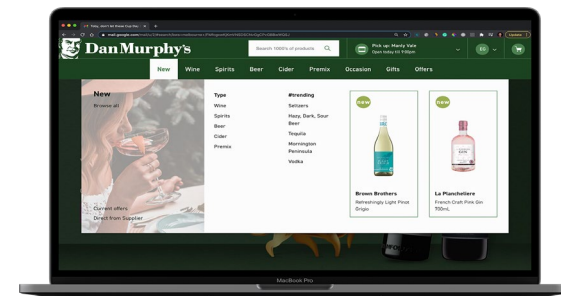 Dan Murphy's
Search 1000's of products
Pick up: Manly Vale
Open today till 9:00pm
New Wine Spirits Beer Cider Premix Occasion Gifts Offers
New
Browse all
Current offers
Direct from Supplier
Type
Wine
Spirits
Beer
Cider
Premix
#trending
Seltzers
Hazy, Dark, Sour
Beer
Tequila
Mornington
Peninsula
Vodka
new
Brown Brothers
Refreshingly Light Pinot
Grigio
new
La Plancheliere
French Craft Pink Gin
700mL
MacBook Pro